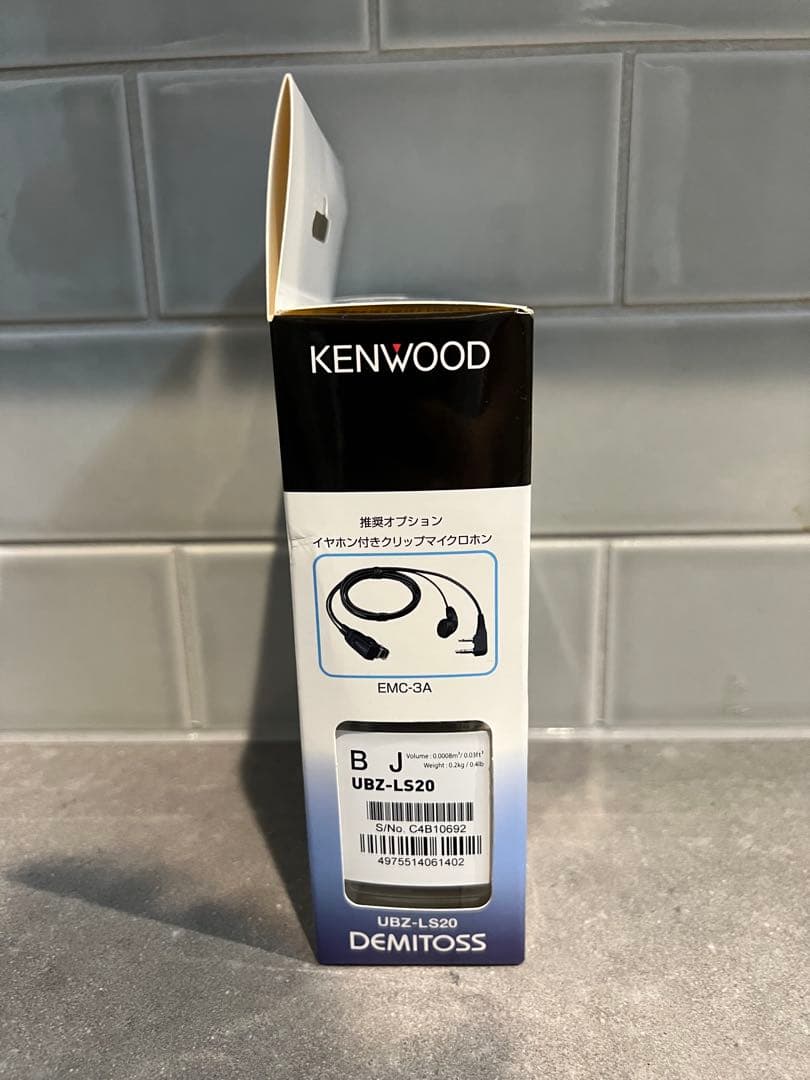 KENWOOD
推奨オプション
イヤホン付きクリップマイクロホン
EMC-3A
B J
Volume : 0.0008m³/ 0.03ft³
Weight : 0.2kg / 0.4lb
UBZ-LS20
S/No. C4B10692
4975514061402
UBZ-LS20
DEMITOSS